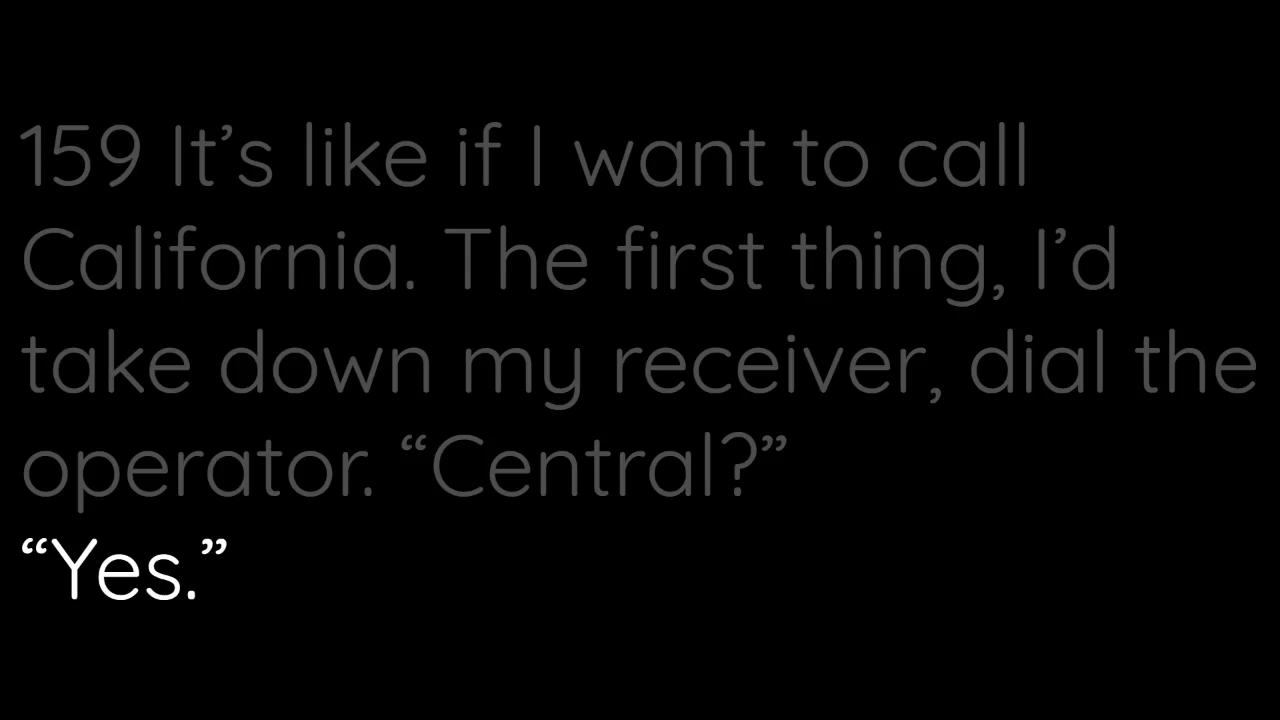 159 It’s like if I want to call
California. The first thing, I’d
take down my receiver, dial the
operator. “Central?”
“Yes.”